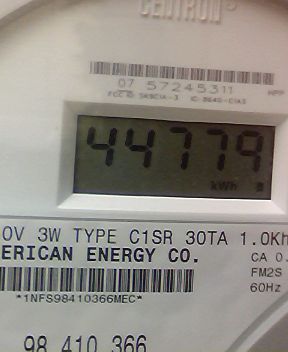 CENTRON
07 57245311
44779
kWh
0V 3W TYPE C1SR 30TA 1.0Kh
ERICAN ENERGY CO.
CA 0.
FM2S
60Hz
*1NFS98410366MEC*
98 410 366